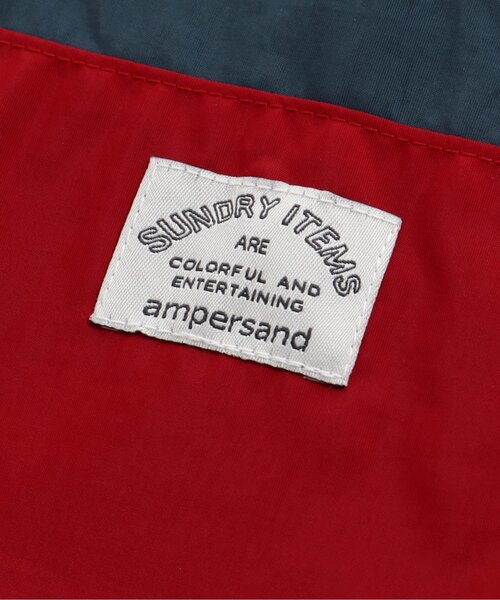 SUNDRY ITEMS
ARE
COLORFUL AND
ENTERTAINING
ampersand